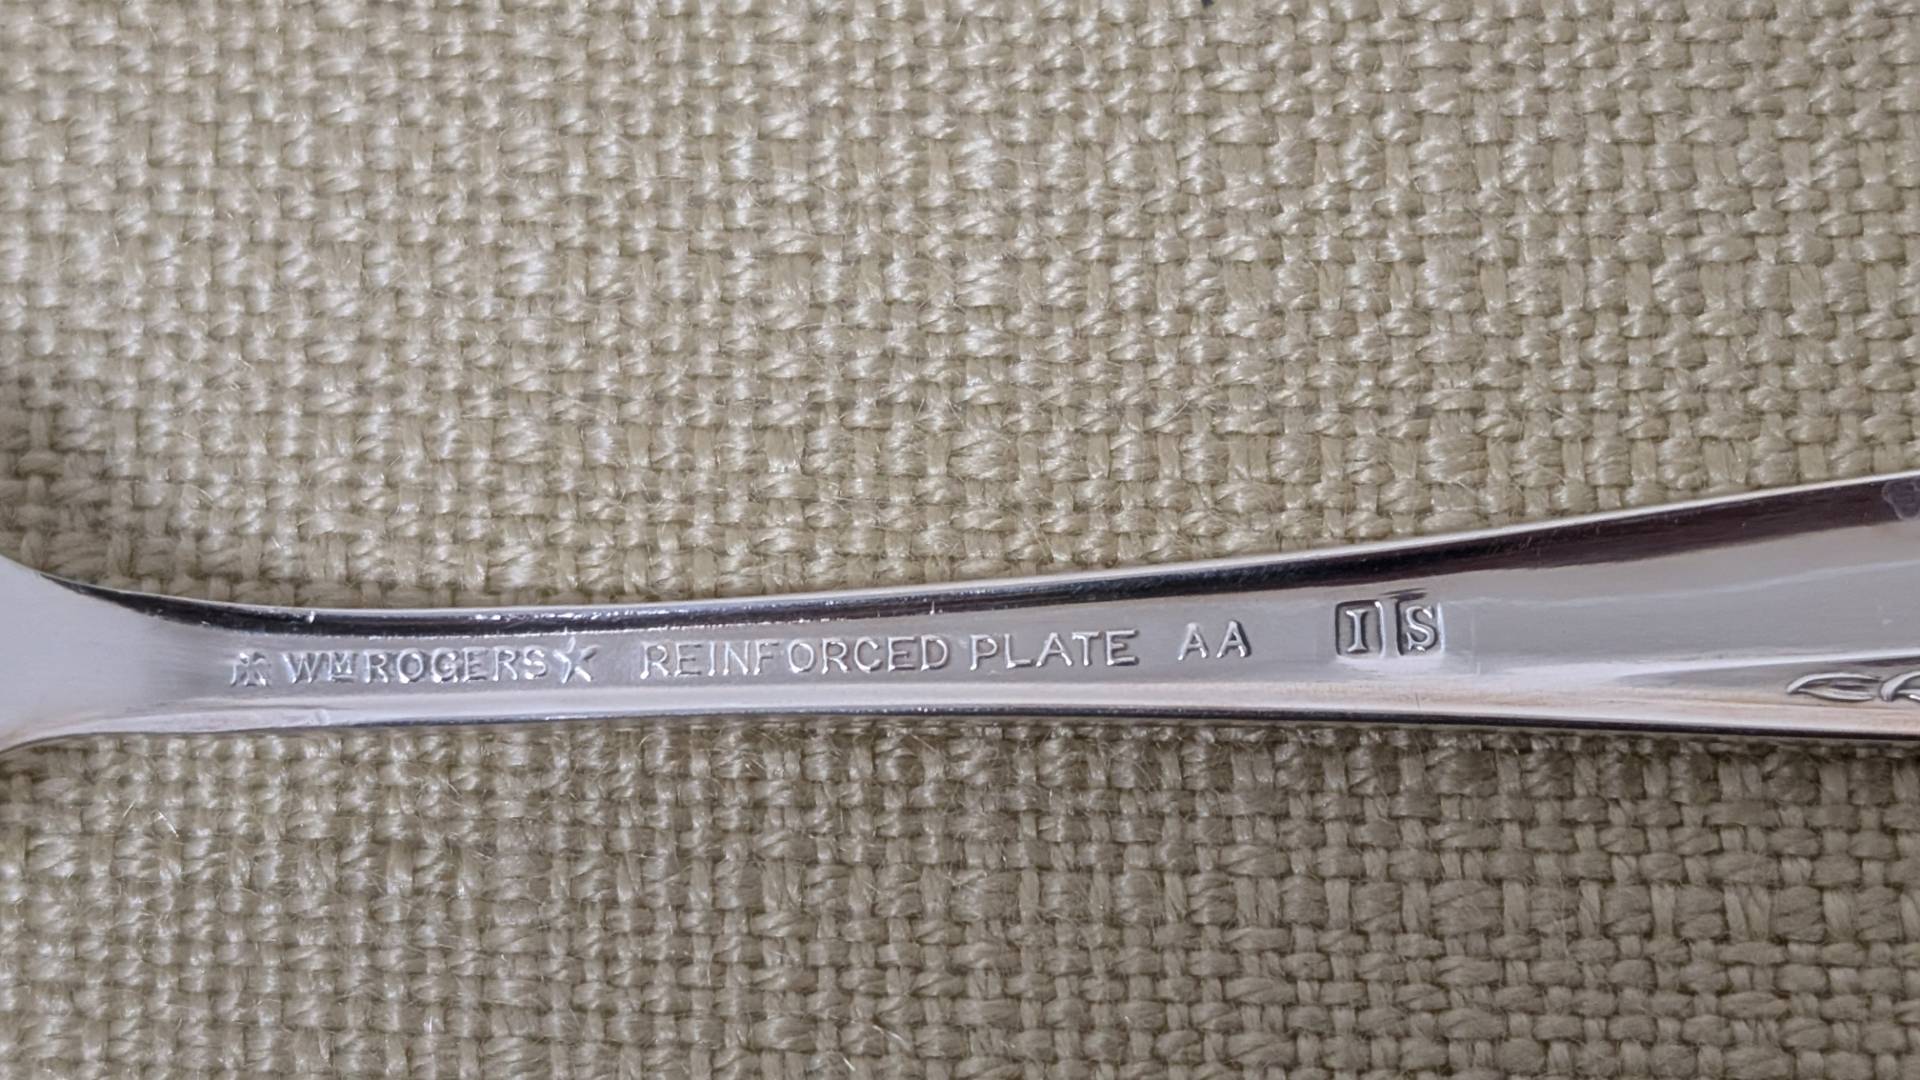 WM ROGERS REINFORCED PLATE AA IS